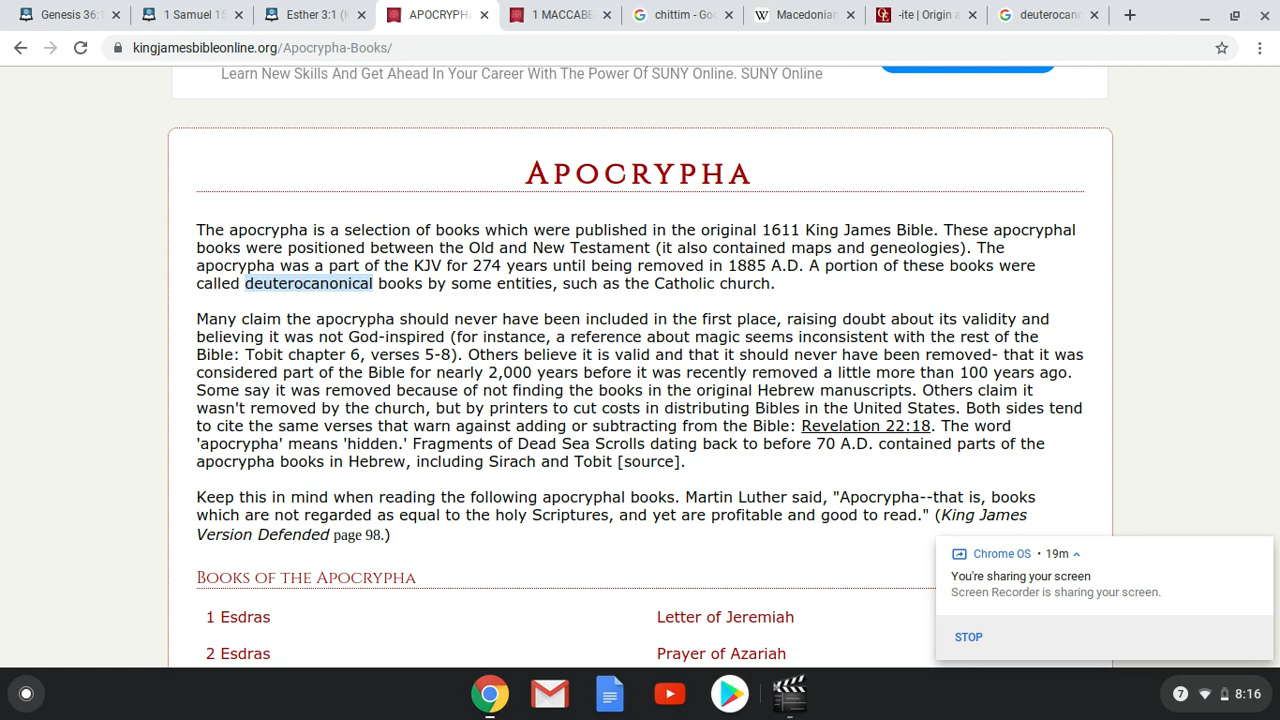 Genesis 36:1
1 Samuel 15:
Esther 3:1 (K
APOCRYPHA
1 MACCABEE
chittim - Goo
Macedonian
-ite | Origin a
deuterocano
kingjamesbibleonline.org/Apocrypha-Books/
Learn New Skills And Get Ahead In Your Career With The Power Of SUNY Online. SUNY Online
APOCRYPHA
The apocrypha is a selection of books which were published in the original 1611 King James Bible. These apocryphal
books were positioned between the Old and New Testament (it also contained maps and geneologies). The
apocrypha was a part of the KJV for 274 years until being removed in 1885 A.D. A portion of these books were
called deuterocanonical books by some entities, such as the Catholic church.
Many claim the apocrypha should never have been included in the first place, raising doubt about its validity and
believing it was not God-inspired (for instance, a reference about magic seems inconsistent with the rest of the
Bible: Tobit chapter 6, verses 5-8). Others believe it is valid and that it should never have been removed- that it was
considered part of the Bible for nearly 2,000 years before it was recently removed a little more than 100 years ago.
Some say it was removed because of not finding the books in the original Hebrew manuscripts. Others claim it
wasn't removed by the church, but by printers to cut costs in distributing Bibles in the United States. Both sides tend
to cite the same verses that warn against adding or subtracting from the Bible: Revelation 22:18. The word
'apocrypha' means 'hidden.' Fragments of Dead Sea Scrolls dating back to before 70 A.D. contained parts of the
apocrypha books in Hebrew, including Sirach and Tobit [source].
Keep this in mind when reading the following apocryphal books. Martin Luther said, "Apocrypha--that is, books
which are not regarded as equal to the holy Scriptures, and yet are profitable and good to read." (King James
Version Defended page 98.)
BOOKS OF THE APOCRYPHA
1 Esdras
Letter of Jeremiah
2 Esdras
Prayer of Azariah
Chrome OS • 19m
You're sharing your screen
Screen Recorder is sharing your screen.
STOP
7
8:16